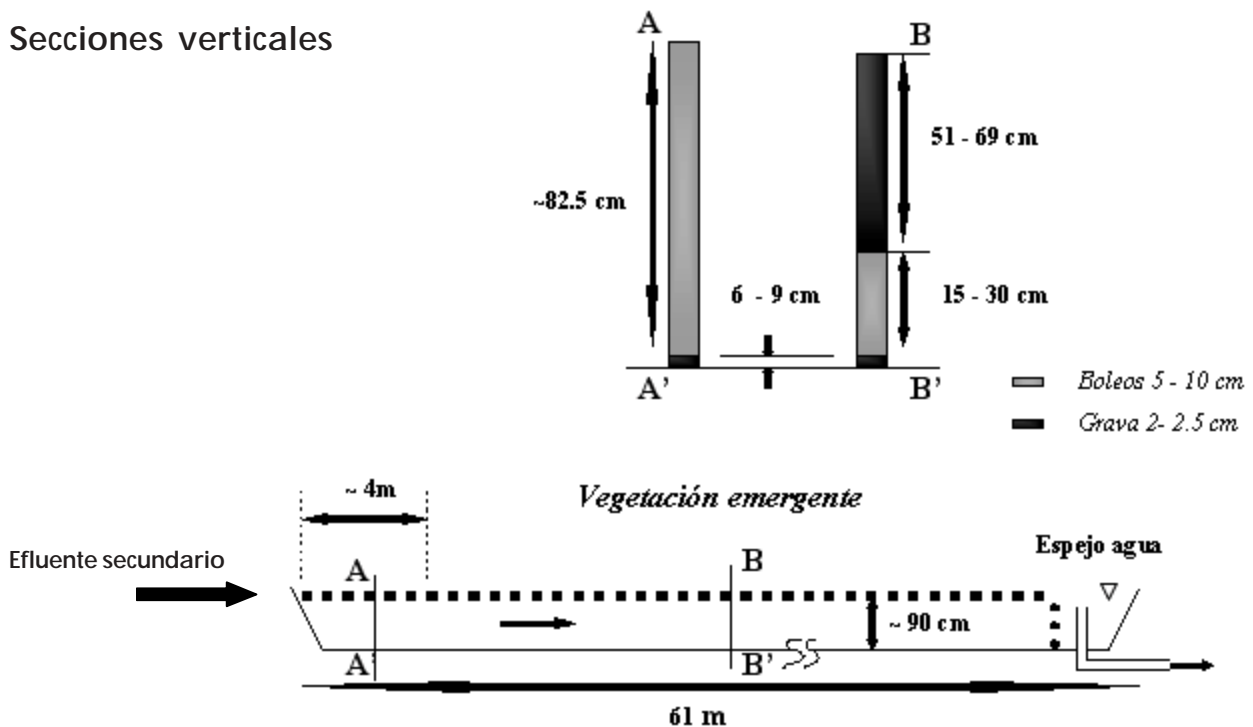 Secciones verticales
A
B
51 - 69 cm
~82.5 cm
6 - 9 cm
15 - 30 cm
A'
B'
Boleos 5 - 10 cm
Grava 2- 2.5 cm
~ 4m
Vegetación emergente
Efluente secundario
Espejo agua
A
B
~ 90 cm
A'
B'
61 m